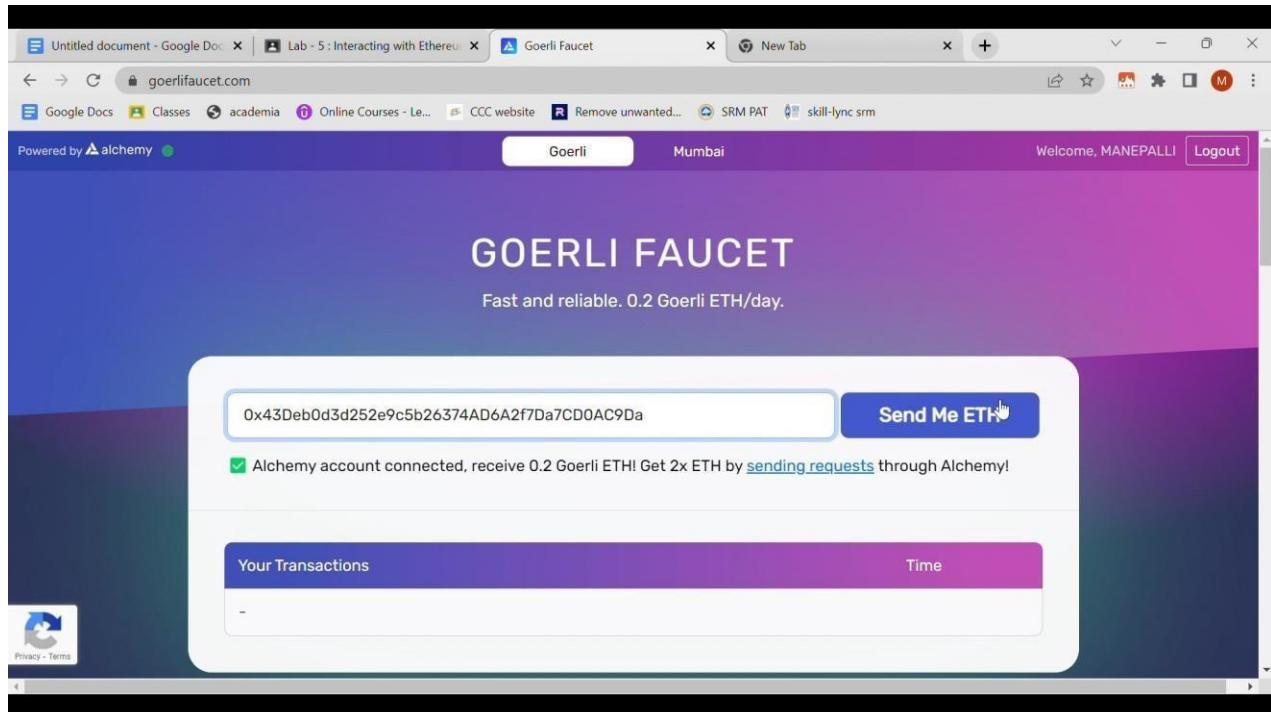 Untitled document - Google Doc
Lab - 5 : Interacting with Ethereu
Goerli Faucet
New Tab
goerlifaucet.com
M
Google Docs
Classes
academia
Online Courses - Le...
CCC website
Remove unwanted...
SRM PAT
skill-lync srm
Powered by alchemy
Goerli
Mumbai
Welcome, MANEPALLI
Logout
GOERLI FAUCET
Fast and reliable. 0.2 Goerli ETH/day.
0x43Deb0d3d252e9c5b26374AD6A2f7Da7CD0AC9Da
Send Me ETH
Alchemy account connected, receive 0.2 Goerli ETH! Get 2x ETH by sending requests through Alchemy!
Your Transactions
Time
-
Privacy - Terms